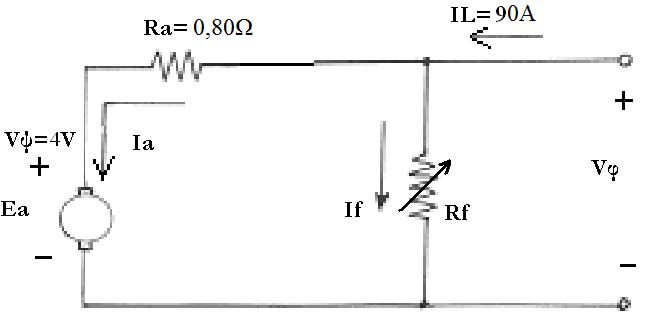 Ra= 0,80Ω
IL= 90A
+
Vψ=4V
Ia
Vφ
+
Ea
If
Rf
–
–